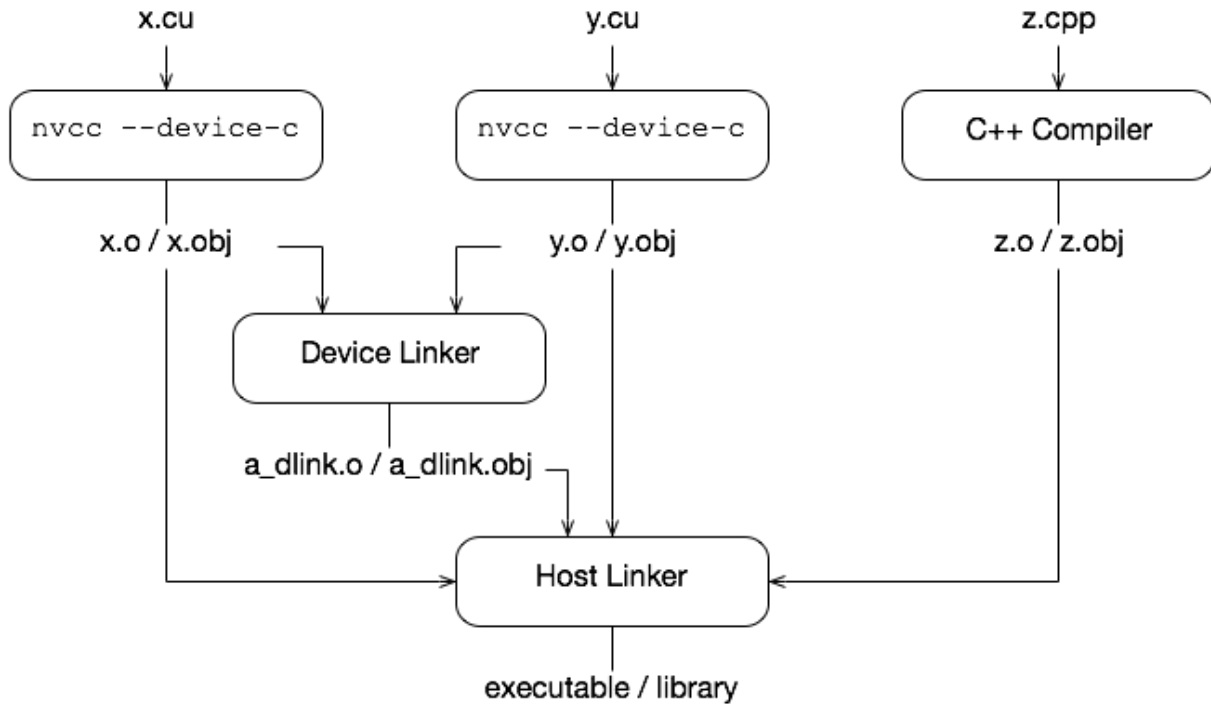 x.cu
y.cu
z.cpp
nvcc --device-c
nvcc --device-c
C++ Compiler
x.o / x.obj
y.o / y.obj
z.o / z.obj
Device Linker
a_dlink.o / a_dlink.obj
Host Linker
executable / library